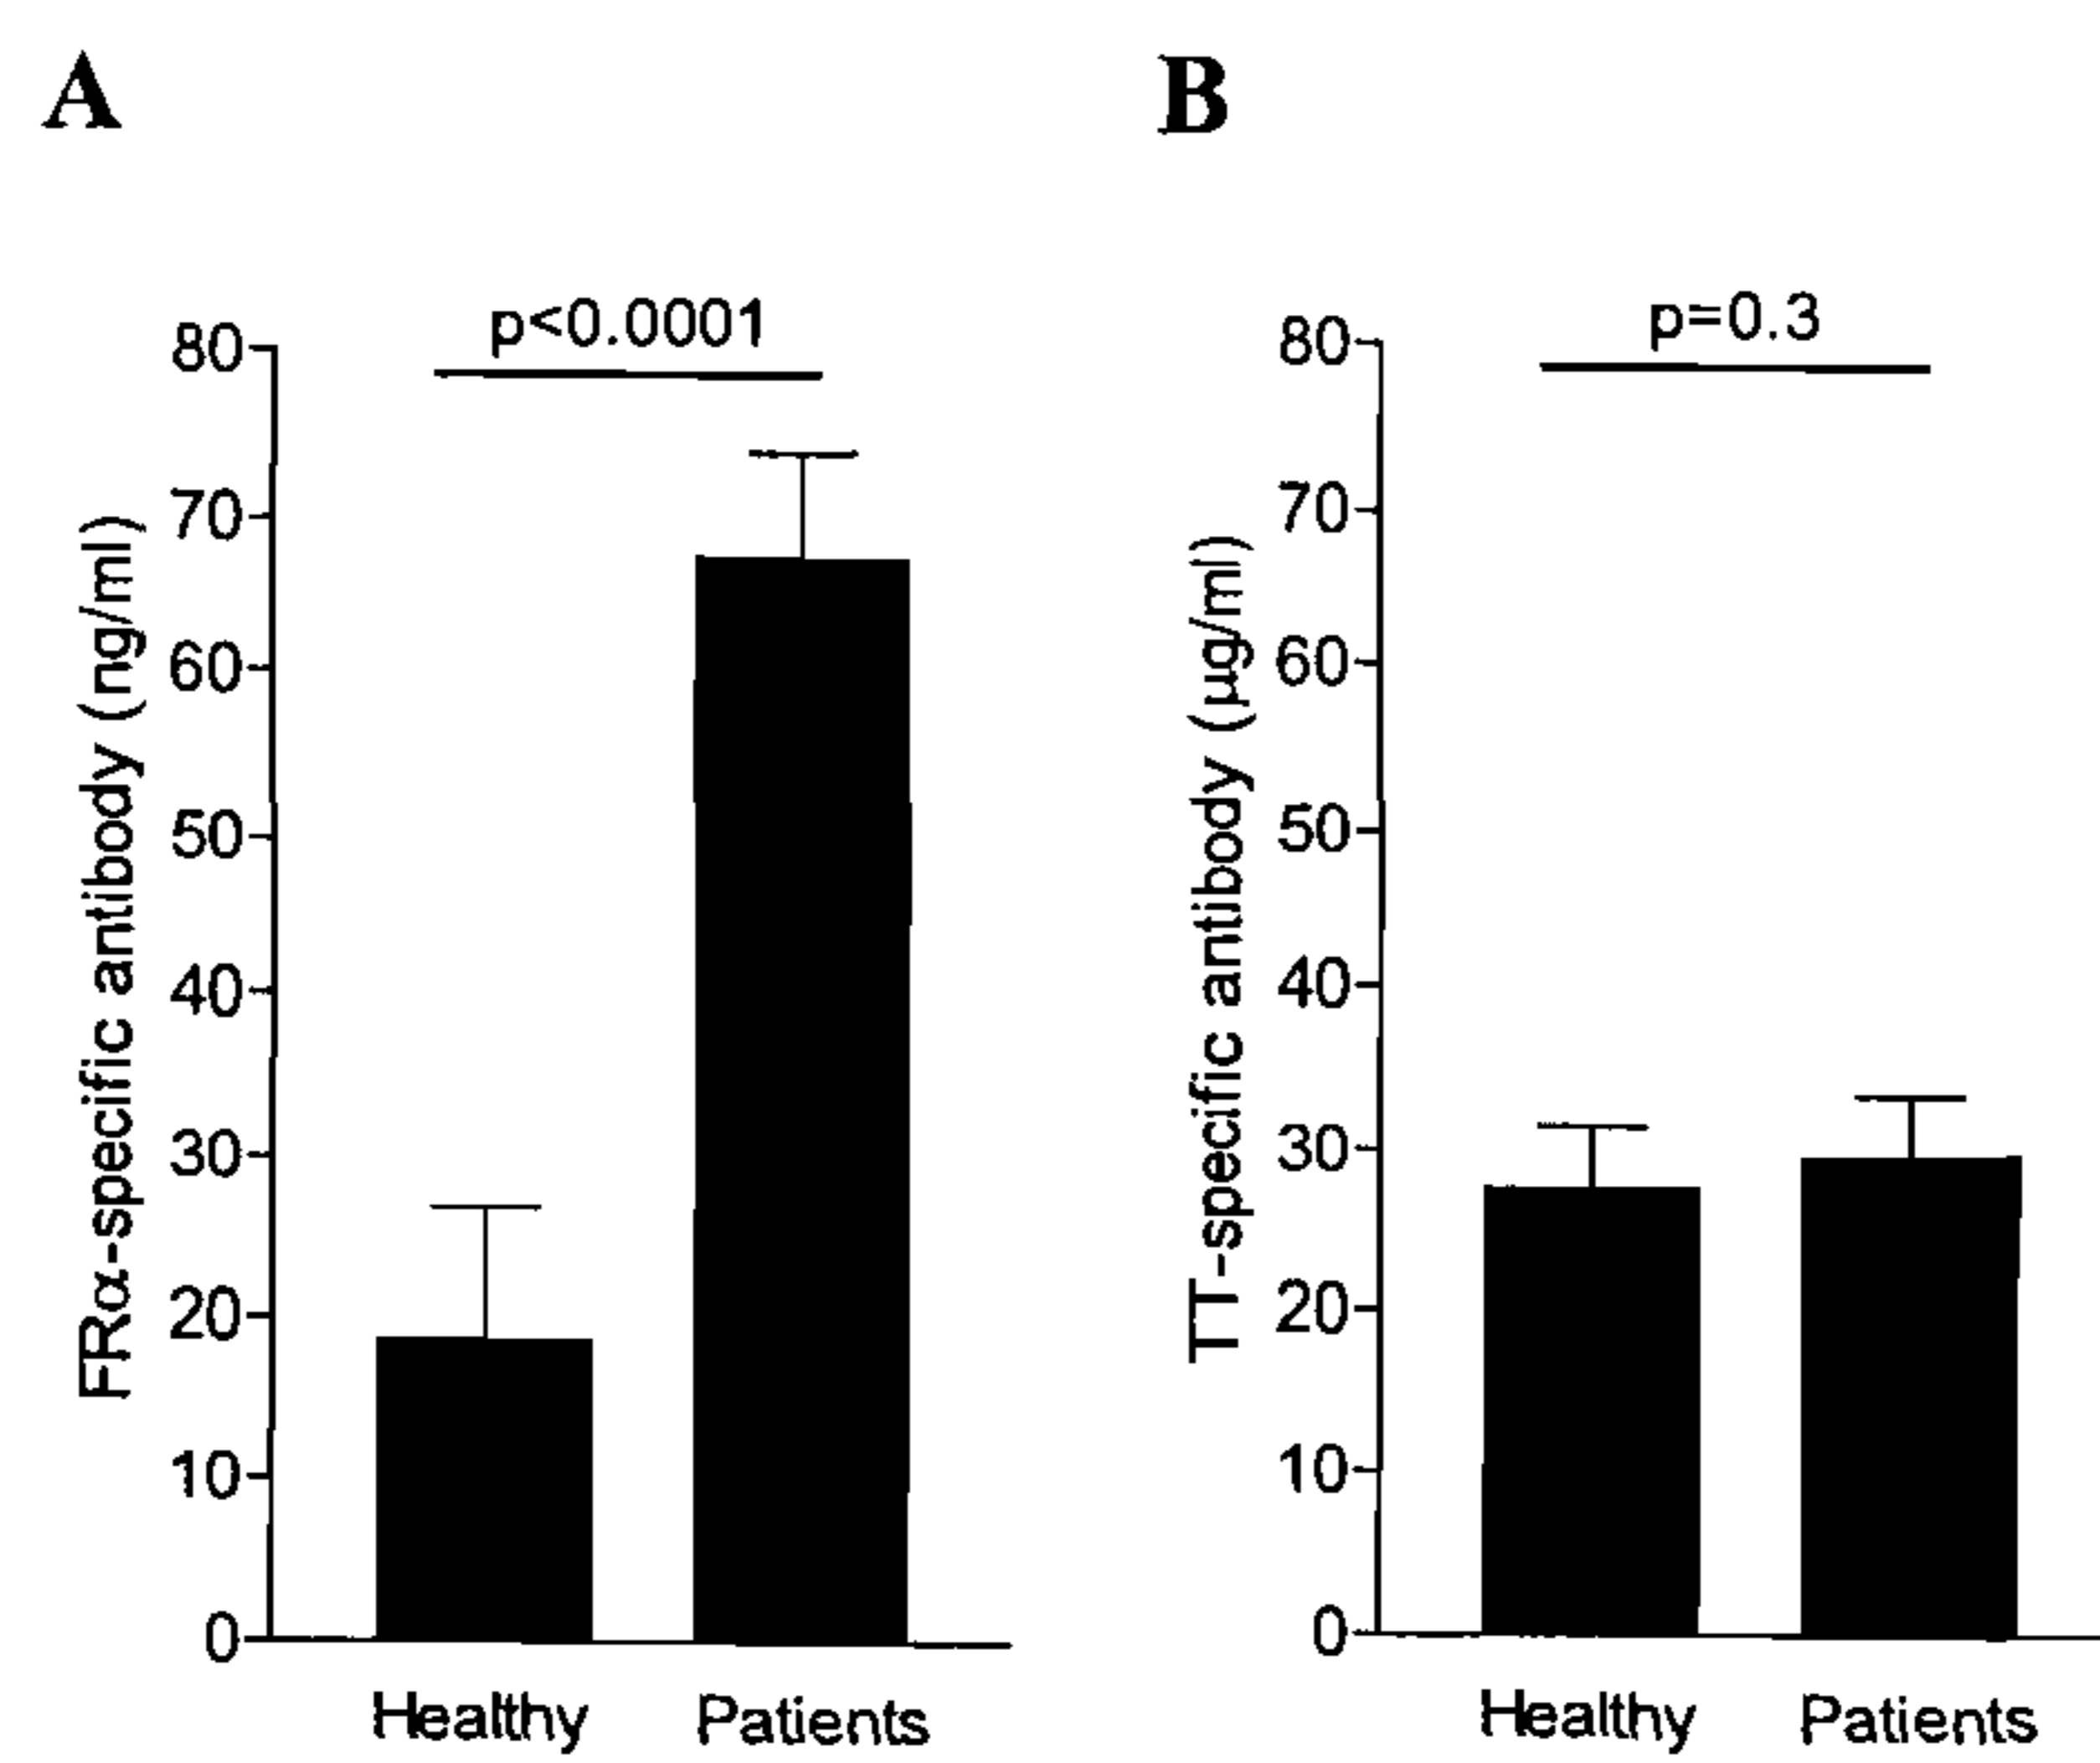 A
p<0.0001
FRα-specific antibody (ng/ml)
80
70
60
50
40
30
20
10
0
Healthy Patients
B
p=0.3
TT-specific antibody (µg/ml)
80
70
60
50
40
30
20
10
0
Healthy Patients